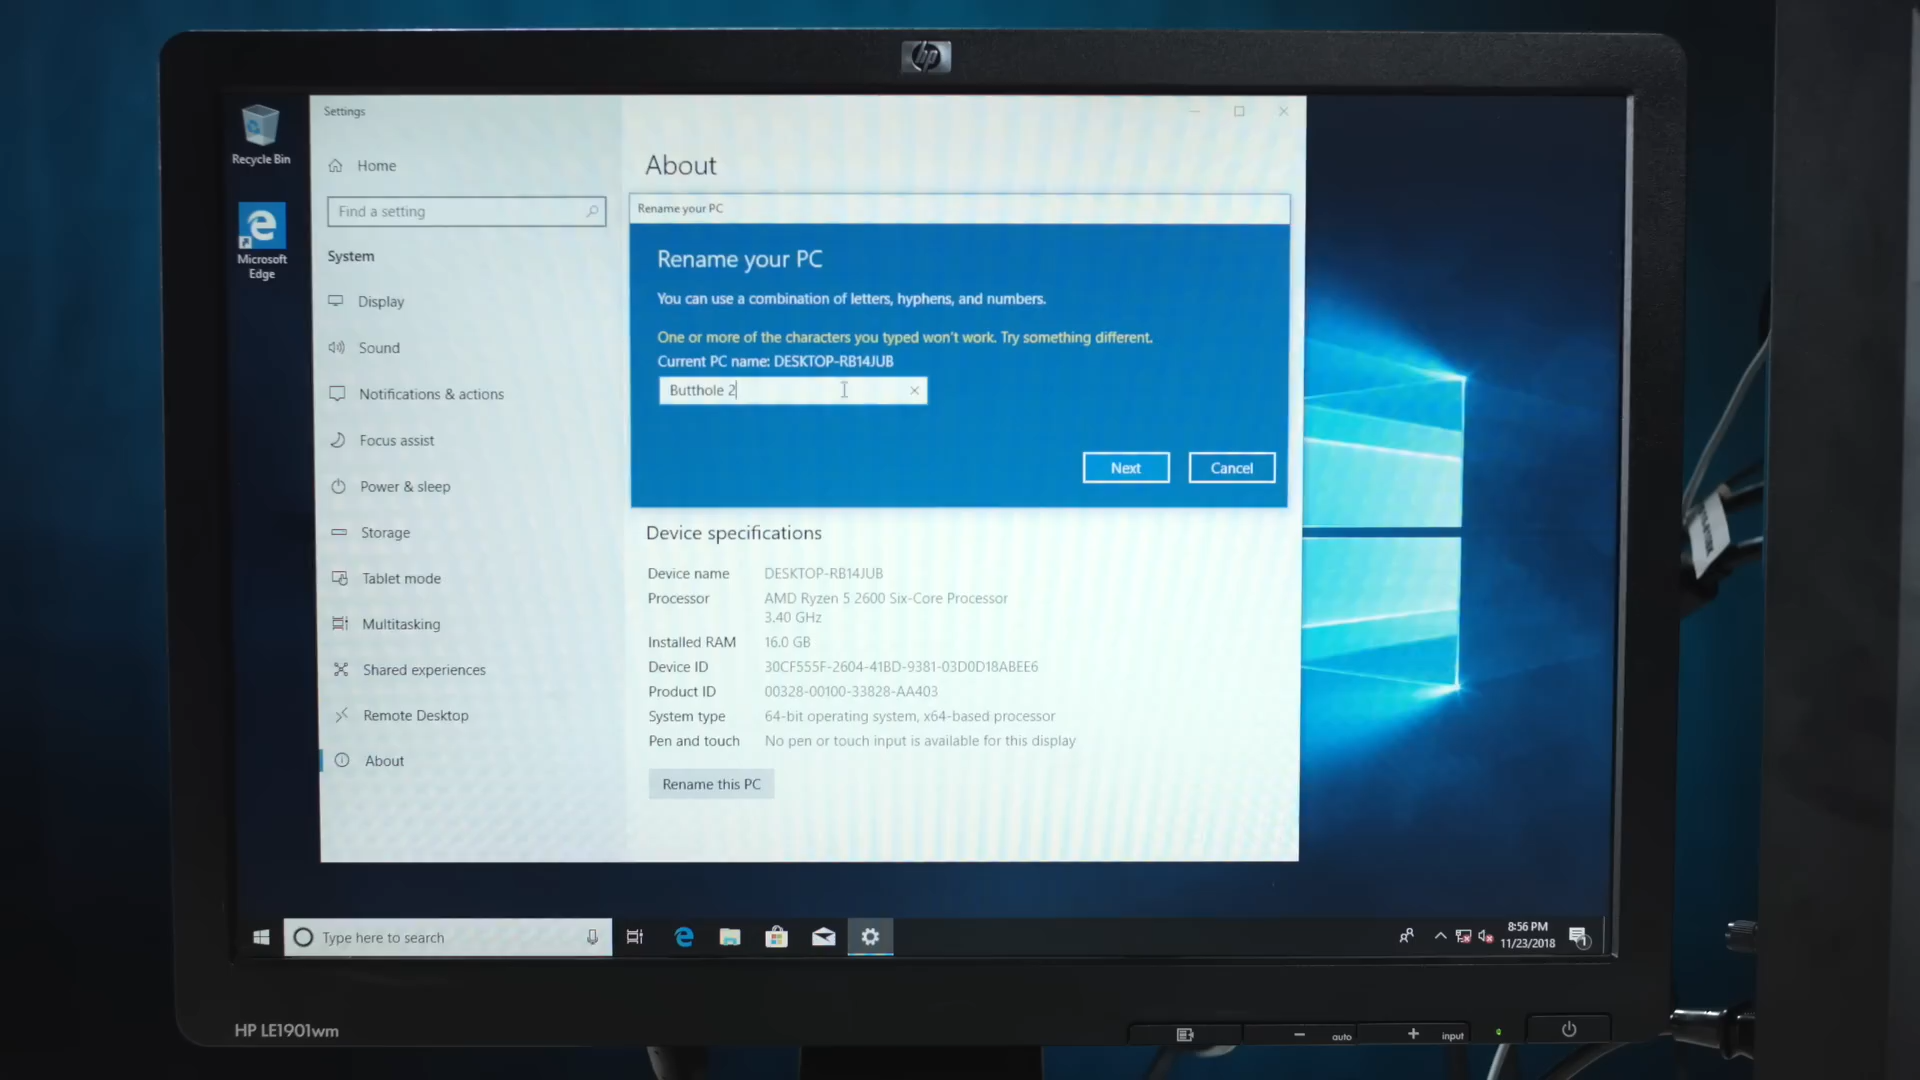 hp
Recycle Bin
Microsoft
Edge
Settings
Home
Find a setting
System
Display
Sound
Notifications & actions
Focus assist
Power & sleep
Storage
Tablet mode
Multitasking
Shared experiences
Remote Desktop
About
About
Rename your PC
Rename your PC
You can use a combination of letters, hyphens, and numbers.
One or more of the characters you typed won't work. Try something different.
Current PC name: DESKTOP-RB14JUB
Butthole 2
Next
Cancel
Device specifications
Device name DESKTOP-RB14JUB
Processor AMD Ryzen 5 2600 Six-Core Processor
3.40 GHz
Installed RAM 16.0 GB
Device ID 30CF555F-2604-41BD-9381-03D0D18ABEE6
Product ID 00328-00100-33828-AA403
System type 64-bit operating system, x64-based processor
Pen and touch No pen or touch input is available for this display
Rename this PC
Type here to search
8:56 PM
11/23/2018
1
HP LE1901wm
auto
input